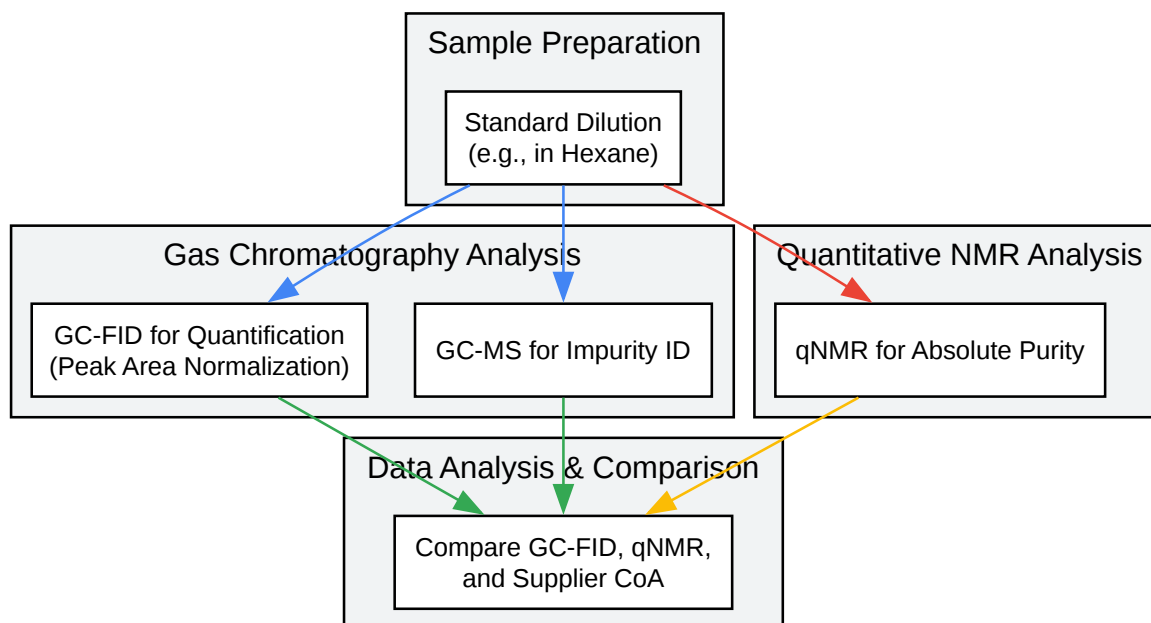 Sample Preparation
Standard Dilution
(e.g., in Hexane)
Gas Chromatography Analysis
Quantitative NMR Analysis
GC-FID for Quantification
(Peak Area Normalization)
GC-MS for Impurity ID
qNMR for Absolute Purity
Data Analysis & Comparison
Compare GC-FID, qNMR,
and Supplier CoA